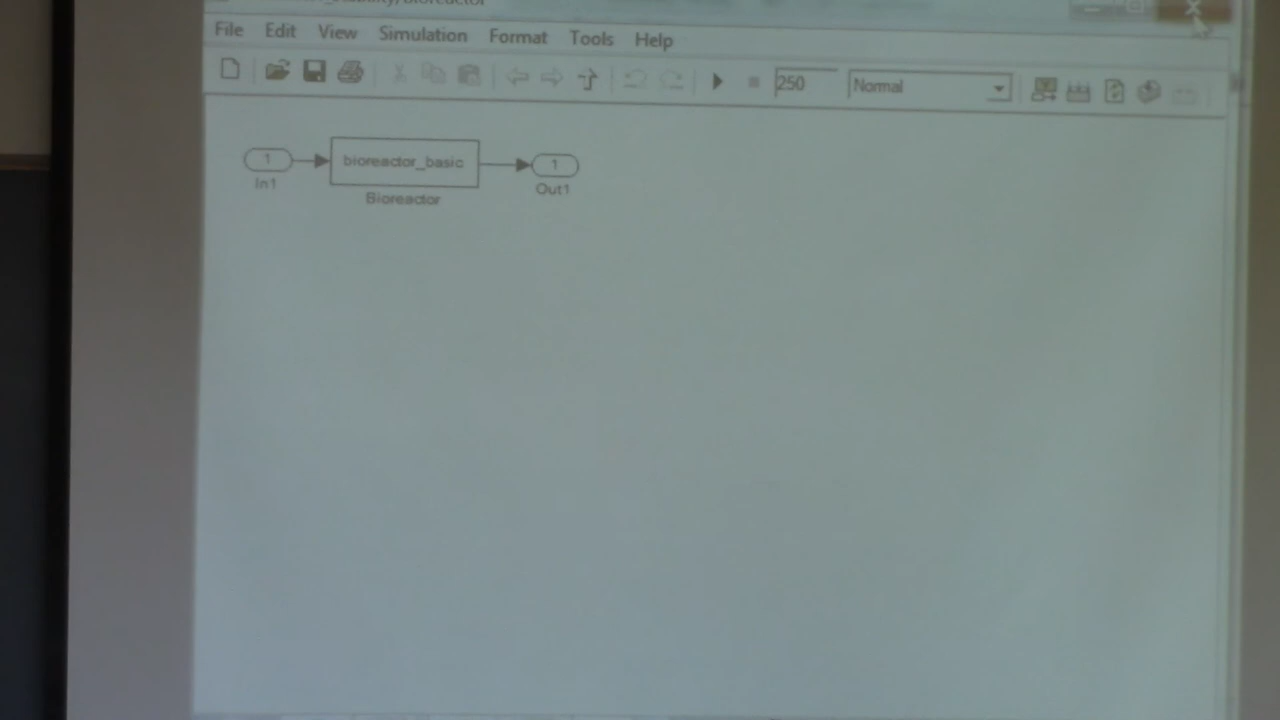 File Edit View Simulation Format Tools Help
250 Normal
1 bioreactor_basic 1
In1 Bioreactor Out1